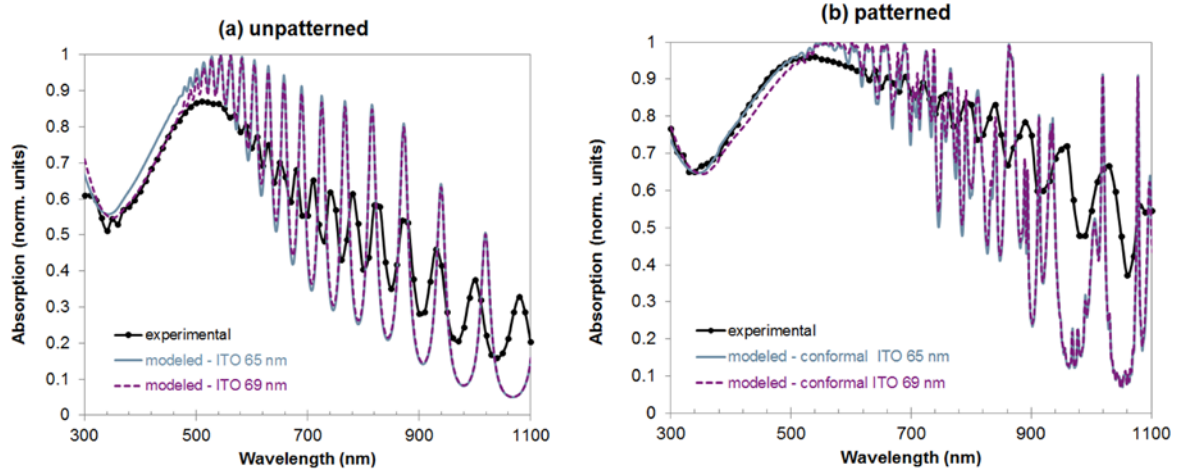 (a) unpatterned
Absorption (norm. units)
1
0.9
0.8
0.7
0.6
0.5
0.4
0.3
0.2
0.1
0
experimental
modeled - ITO 65 nm
modeled - ITO 69 nm
300 500 700 900 1100
Wavelength (nm)
(b) patterned
Absorption (norm. units)
1
0.9
0.8
0.7
0.6
0.5
0.4
0.3
0.2
0.1
0
experimental
modeled - conformal ITO 65 nm
modeled - conformal ITO 69 nm
300 500 700 900 1100
Wavelength (nm)